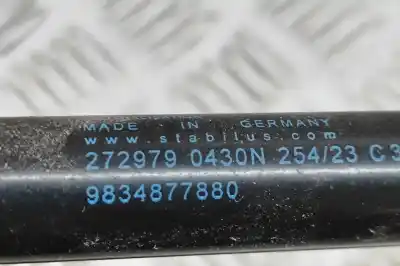 MADE IN GERMANY
www.stabilus.com
272979 0430N 254/23 C3
9834877880